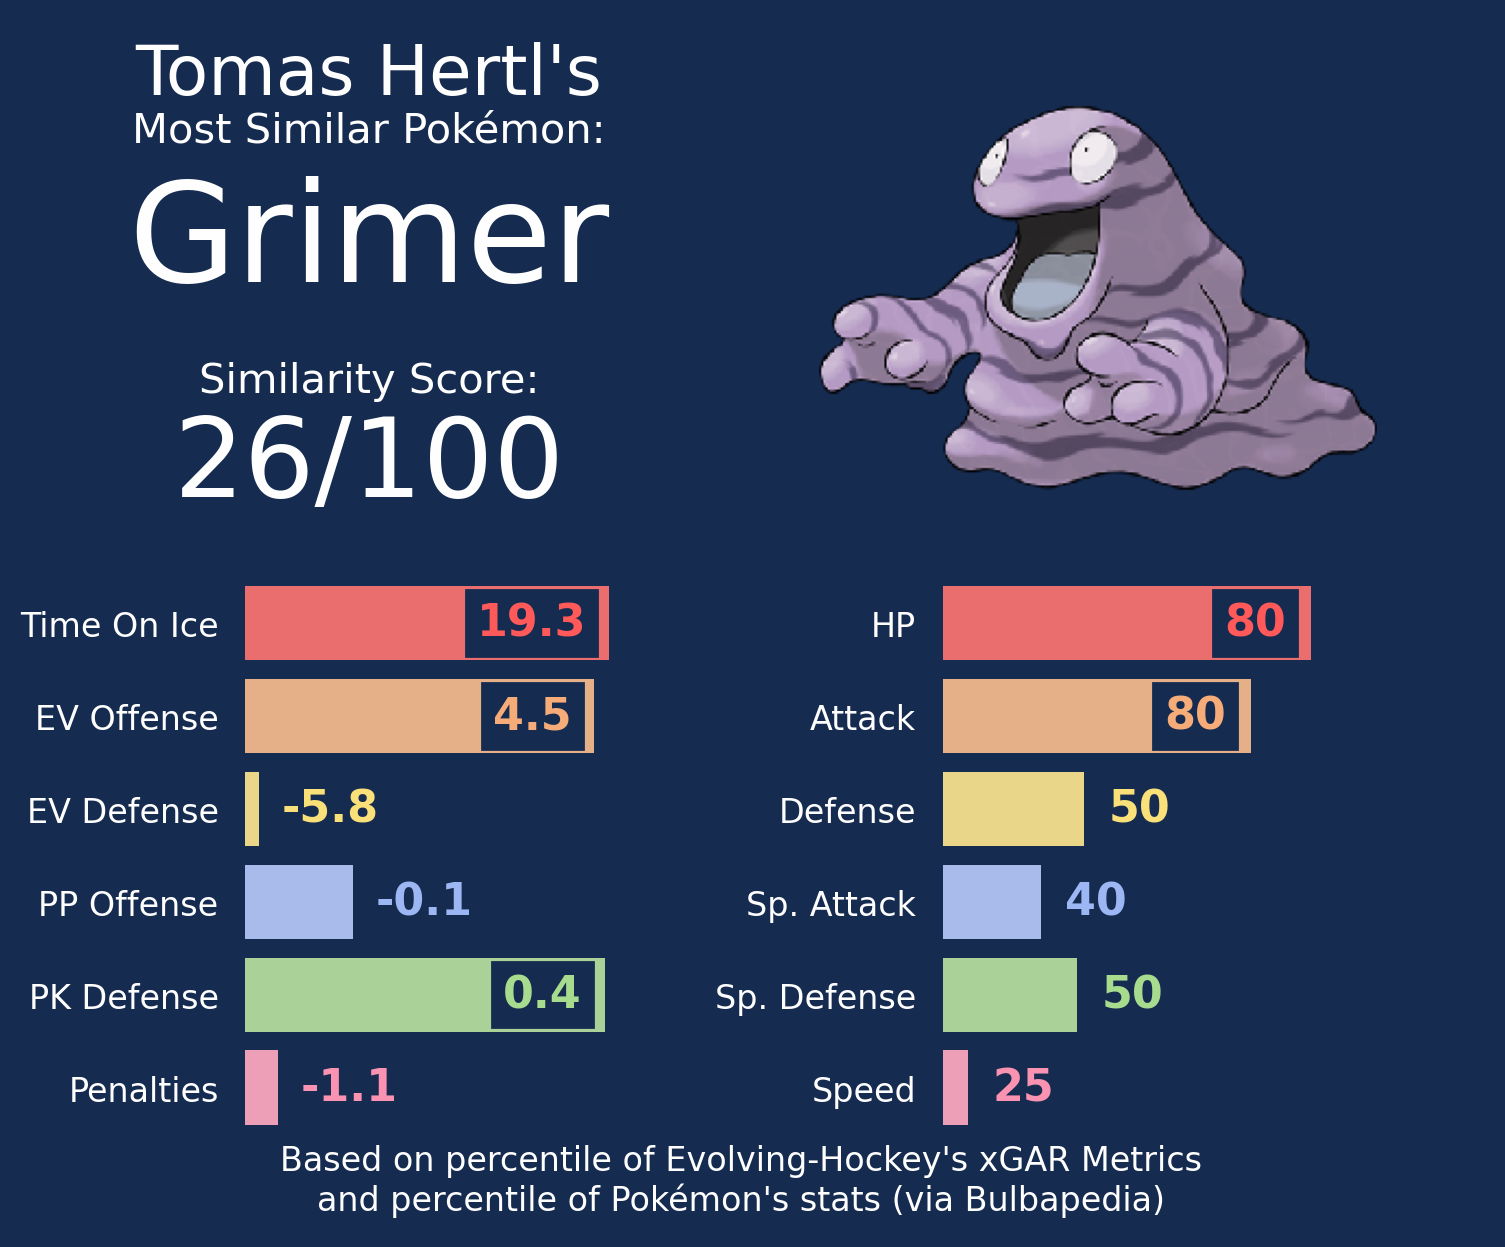 Tomas Hertl's
Most Similar Pokémon:
Grimer
Similarity Score:
26/100
Time On Ice 19.3
EV Offense 4.5
EV Defense -5.8
PP Offense -0.1
PK Defense 0.4
Penalties -1.1
HP 80
Attack 80
Defense 50
Sp. Attack 40
Sp. Defense 50
Speed 25
Based on percentile of Evolving-Hockey's xGAR Metrics
and percentile of Pokémon's stats (via Bulbapedia)